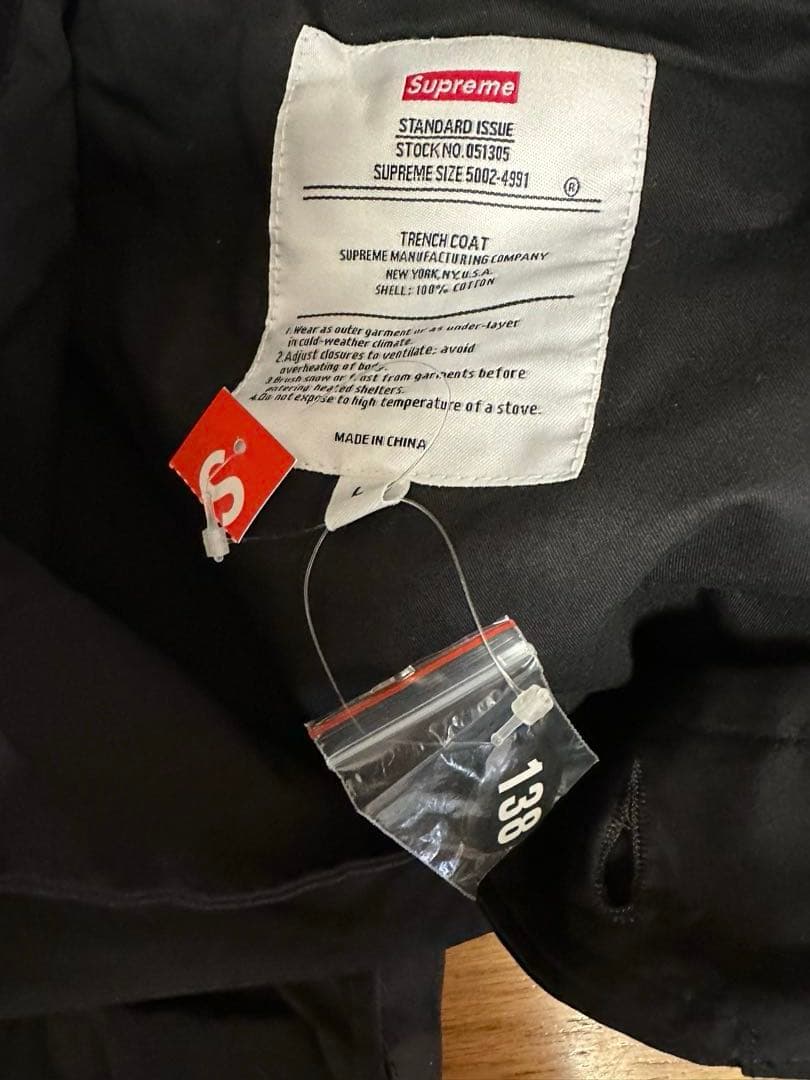 Supreme
STANDARD ISSUE
STOCK NO. 051305
SUPREME SIZE 5002-4991 ®
TRENCH COAT
SUPREME MANUFACTURING COMPANY
NEW YORK, NY, U.S.A.
SHELL: 100% COTTON
1. Wear as outer garment or as under-layer
in cold-weather climate.
2. Adjust closures to ventilate; avoid
overheating of body.
3. Brush snow or frost from garments before
entering heated shelters.
4. Do not expose to high temperature of a stove.
MADE IN CHINA
S
L
138